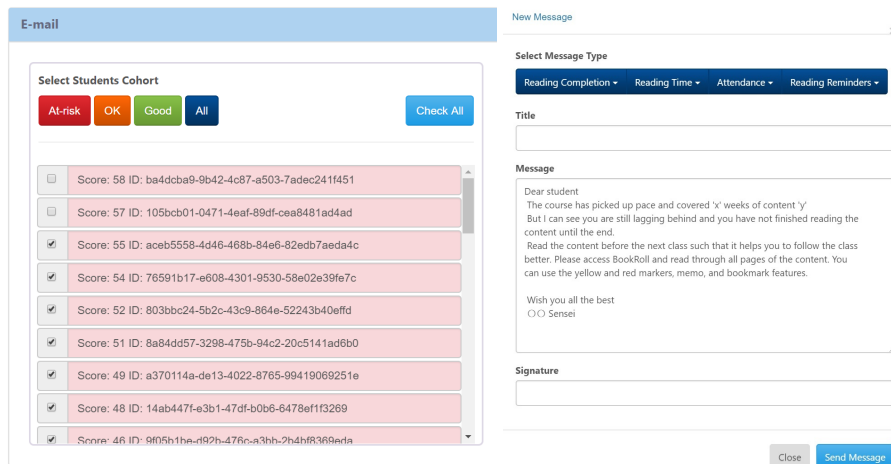 E-mail
Select Students Cohort
At-risk OK Good All Check All
Score: 58 ID: ba4dcba9-9b42-4c87-a503-7adec241f451
Score: 57 ID: 105bcb01-0471-4eaf-89df-cea8481ad4ad
Score: 55 ID: aceb5558-4d46-468b-84e6-82edb7aeda4c
Score: 54 ID: 76591b17-e608-4301-9530-58e02e39fe7c
Score: 52 ID: 803bbc24-5b2c-43c9-864e-52243b40effd
Score: 51 ID: 8a84dd57-3298-475b-94c2-20c5141ad6b0
Score: 49 ID: a370114a-de13-4022-8765-99419069251e
Score: 48 ID: 14ab447f-e3b1-47df-b0b6-6478ef1f3269
Score: 46 ID: 9f05b1be-d92b-476c-a3bb-2b4bf8369eda
New Message
Select Message Type
Reading Completion Reading Time Attendance Reading Reminders
Title
Message
Dear student
The course has picked up pace and covered 'x' weeks of content 'y'
But I can see you are still lagging behind and you have not finished reading the
content until the end.
Read the content before the next class such that it helps you to follow the class
better. Please access BookRoll and read through all pages of the content. You
can use the yellow and red markers, memo, and bookmark features.
Wish you all the best
〇〇 Sensei
Signature
Close Send Message